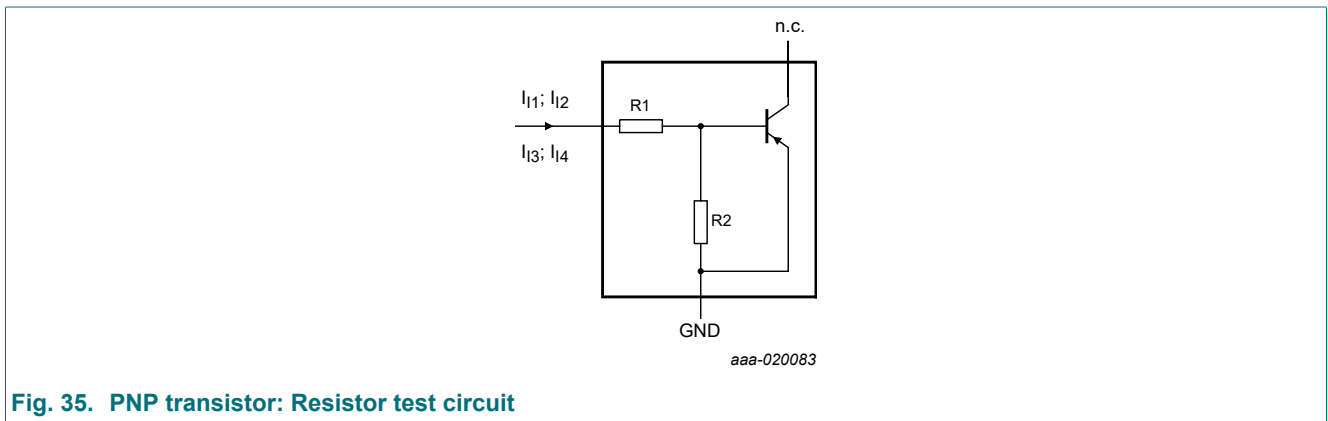 n.c.
I_I1; I_I2
R1
I_I3; I_I4
R2
GND
aaa-020083
Fig. 35. PNP transistor: Resistor test circuit